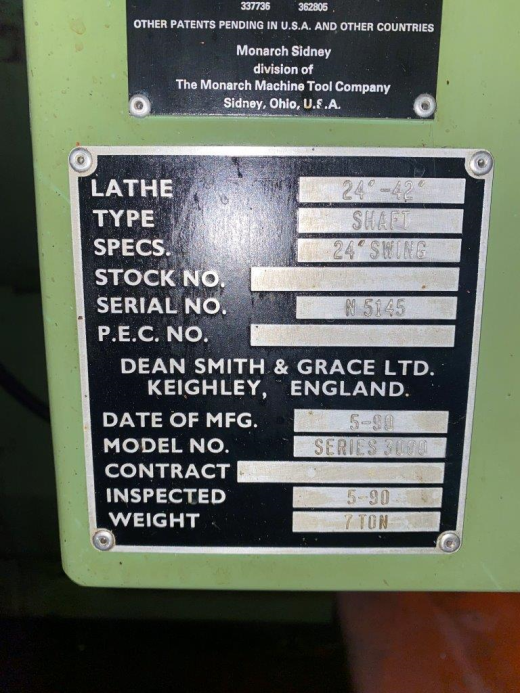 337736 362805
OTHER PATENTS PENDING IN U.S.A. AND OTHER COUNTRIES
Monarch Sidney
division of
The Monarch Machine Tool Company
Sidney, Ohio, U.S.A.
LATHE 24"-42"
TYPE SHAFT
SPECS. 24" SWING
STOCK NO.
SERIAL NO. N 5145
P.E.C. NO.
DEAN SMITH & GRACE LTD.
KEIGHLEY, ENGLAND.
DATE OF MFG. 5-90
MODEL NO. SERIES 3000
CONTRACT
INSPECTED 5-90
WEIGHT 7 TON